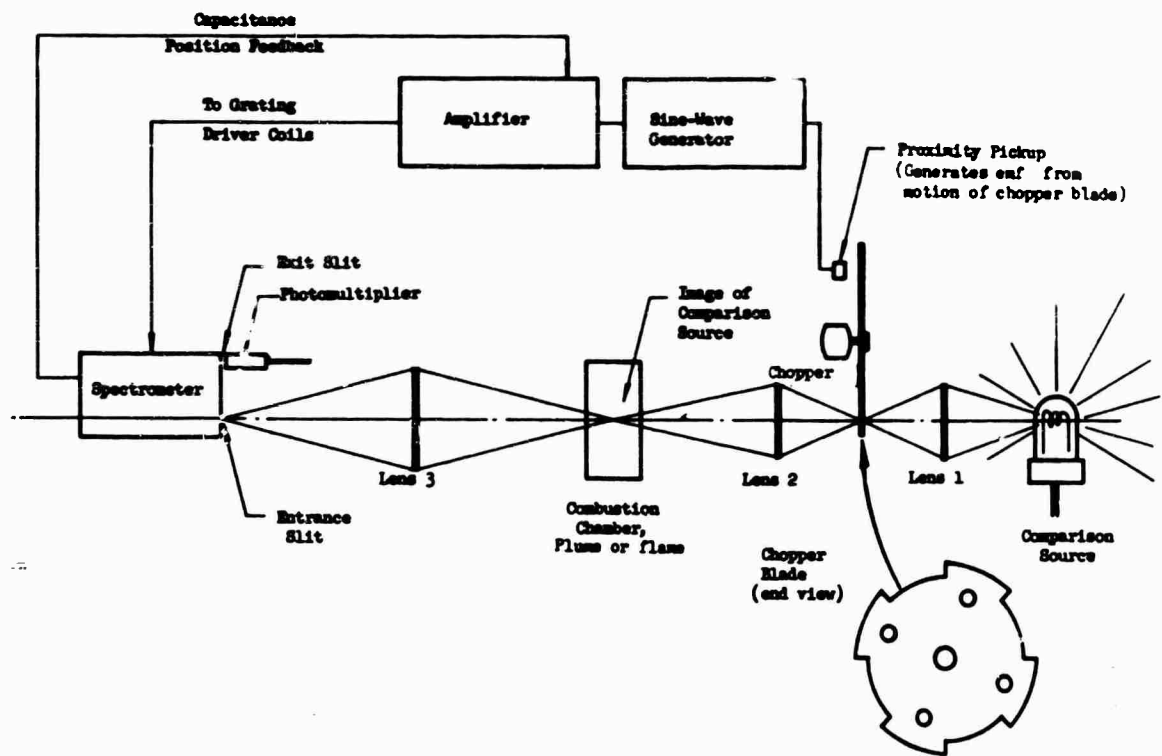 Capacitance
Position Feedback
To Grating
Driver Coils
Amplifier
Sine-Wave
Generator
Proximity Pickup
(Generates emf from
motion of chopper blade)
Exit Slit
Photomultiplier
Image of
Comparison
Source
Spectrometer
Chopper
Lens 3
Lens 2
Lens 1
Entrance
Slit
Combustion
Chamber,
Plume or flame
Chopper
Blade
(end view)
Comparison
Source